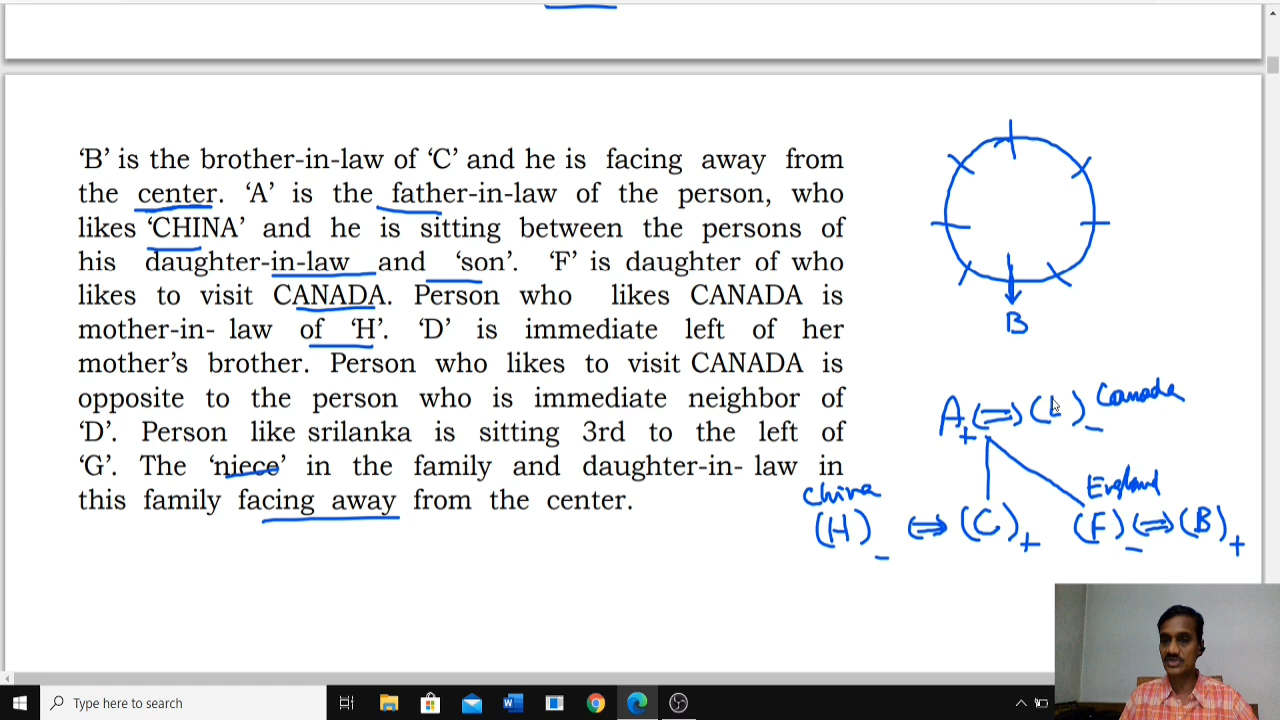 ‘B’ is the brother-in-law of ‘C’ and he is facing away from
the center. ‘A’ is the father-in-law of the person, who
likes ‘CHINA’ and he is sitting between the persons of
his daughter-in-law and ‘son’. ‘F’ is daughter of who
likes to visit CANADA. Person who likes CANADA is
mother-in- law of ‘H’. ‘D’ is immediate left of her
mother’s brother. Person who likes to visit CANADA is
opposite to the person who is immediate neighbor of
‘D’. Person like srilanka is sitting 3rd to the left of
‘G’. The ‘niece’ in the family and daughter-in- law in
this family facing away from the center.
B
A + (⇔) ( ) - Canada
China England
(H) - ⇔ (C) + (F) - (⇔) (B) +
Type here to search